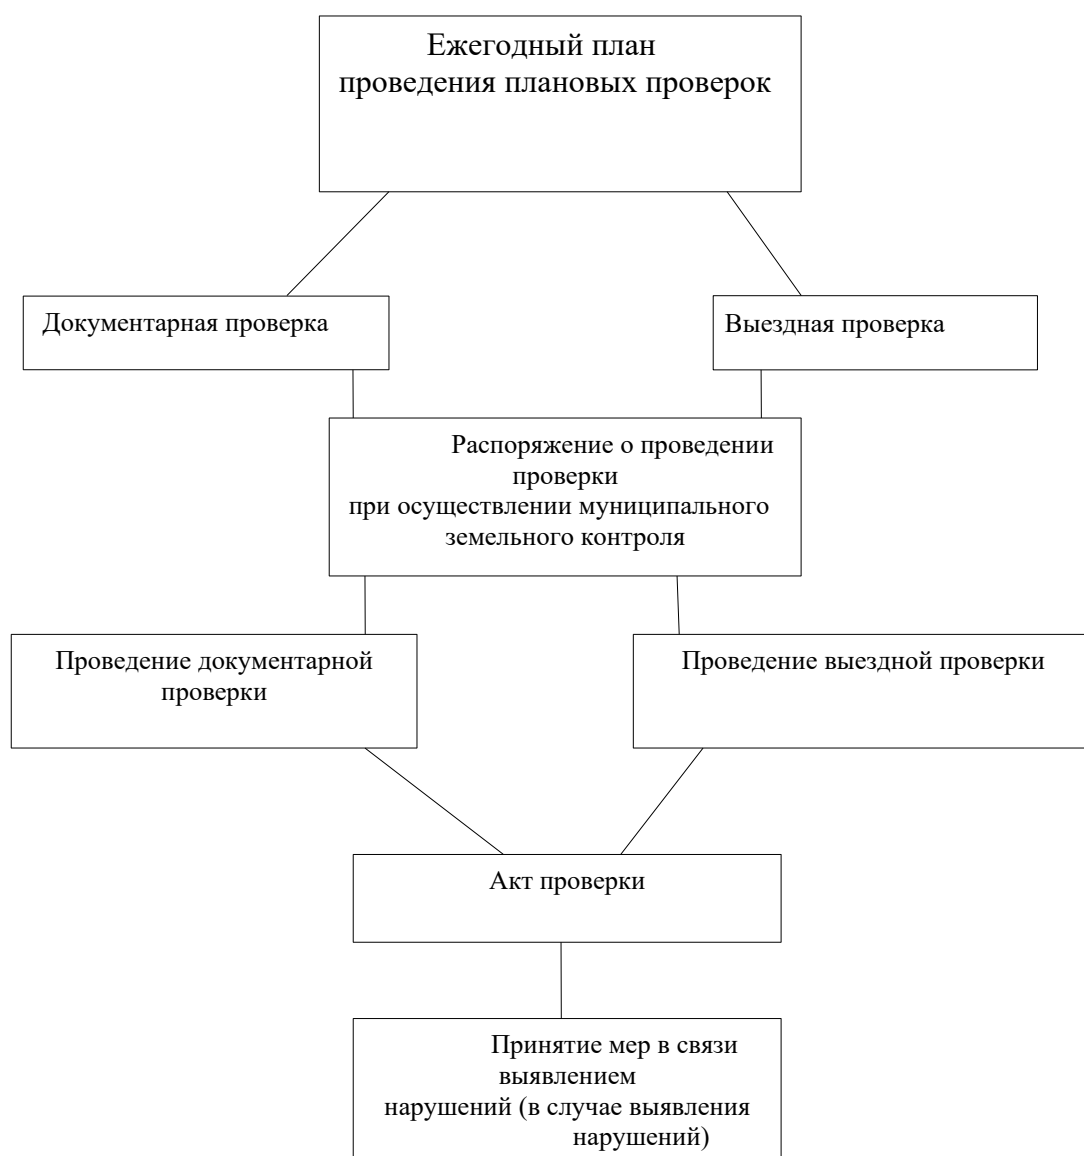 Ежегодный план
проведения плановых проверок
Документарная проверка
Выездная проверка
Распоряжение о проведении
проверки
при осуществлении муниципального
земельного контроля
Проведение документарной
проверки
Проведение выездной проверки
Акт проверки
Принятие мер в связи
выявлением
нарушений (в случае выявления
нарушений)